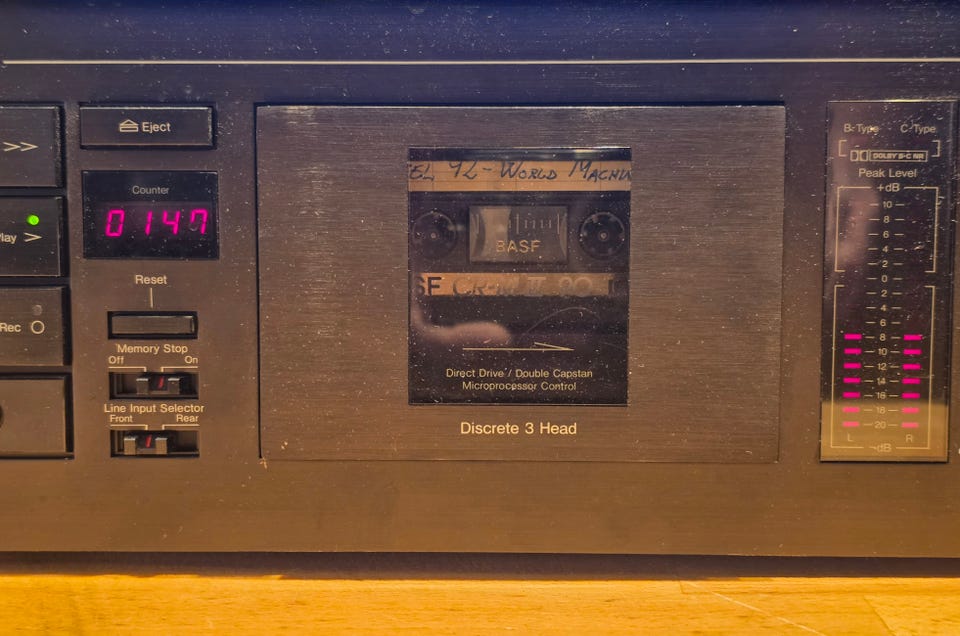 >>
Eject
Counter
0147
Play >
Rec
Reset
Memory Stop
Off On
Line Input Selector
Front Rear
EL 92 - WORLD MACHIN
BASF
SF CR-M II 90
Direct Drive / Double Capstan
Microprocessor Control
Discrete 3 Head
B-Type C-Type
DOLBY B-C NR
Peak Level
+dB
10
8
6
4
2
0
2
4
6
8
10
12
14
16
18
20
L R
-dB